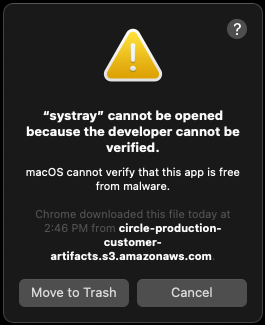 ?
“systray” cannot be opened
because the developer cannot be
verified.
macOS cannot verify that this app is free
from malware.
Chrome downloaded this file today at
2:46 PM from circle-production-
customer-
artifacts.s3.amazonaws.com.
Move to Trash
Cancel